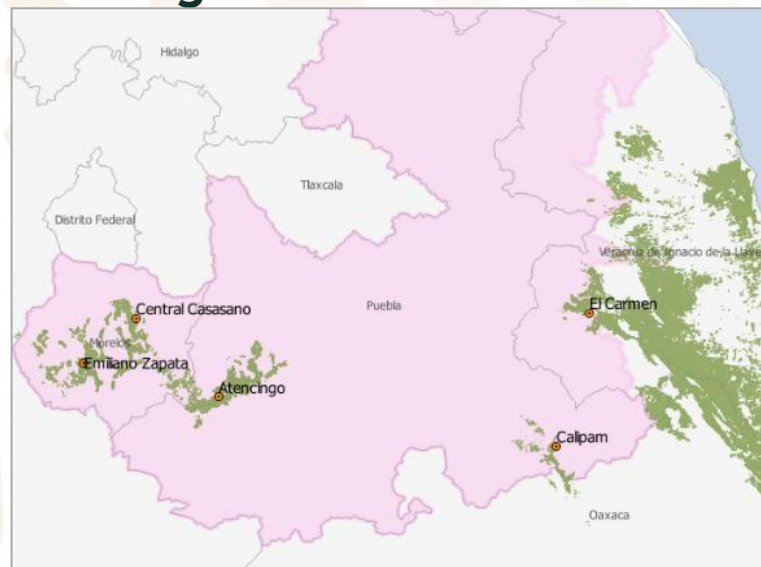 Hidalgo
Tlaxcala
Distrito Federal
Veracruz de Ignacio de la Llave
Central Casasano
Puebla
El Carmen
Morelos
Emiliano Zapata
Atencingo
Calipam
Oaxaca